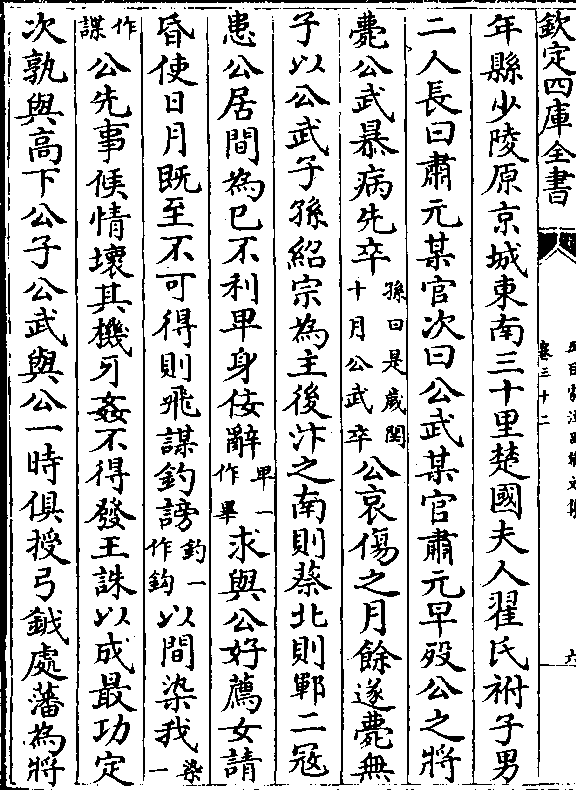 欽定四庫全書
卷三十二
六
年縣少陵原京城東南三十里楚國夫人翟氏祔子男
二人長曰肅元某官次曰公武某官肅元早歿公之將
薨公武暴病先卒孫曰是歲閏十月公武卒公哀傷之月餘遂薨無
子以公武子孫紹宗為主後汴之南則蔡北則鄆二冦
患公居間為已不利卑身佞辭卑一作畢求與公好薦女請
昏使日月既至不可得則飛謀釣謗釣一作鈎以間染我染一
作謀公先事候情壞其機牙姦不得發王誅以成最功定
次孰與高下公子公武與公一時俱授弓鉞處藩為將